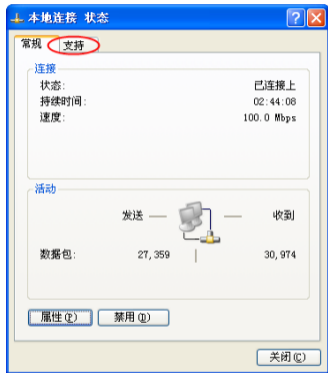 本地连接 状态
常规 支持
连接
状态: 已连接上
持续时间: 02:44:08
速度: 100.0 Mbps
活动
发送 — — 收到
数据包: 27,359 | 30,974
属性(P) 禁用(D)
关闭(C)